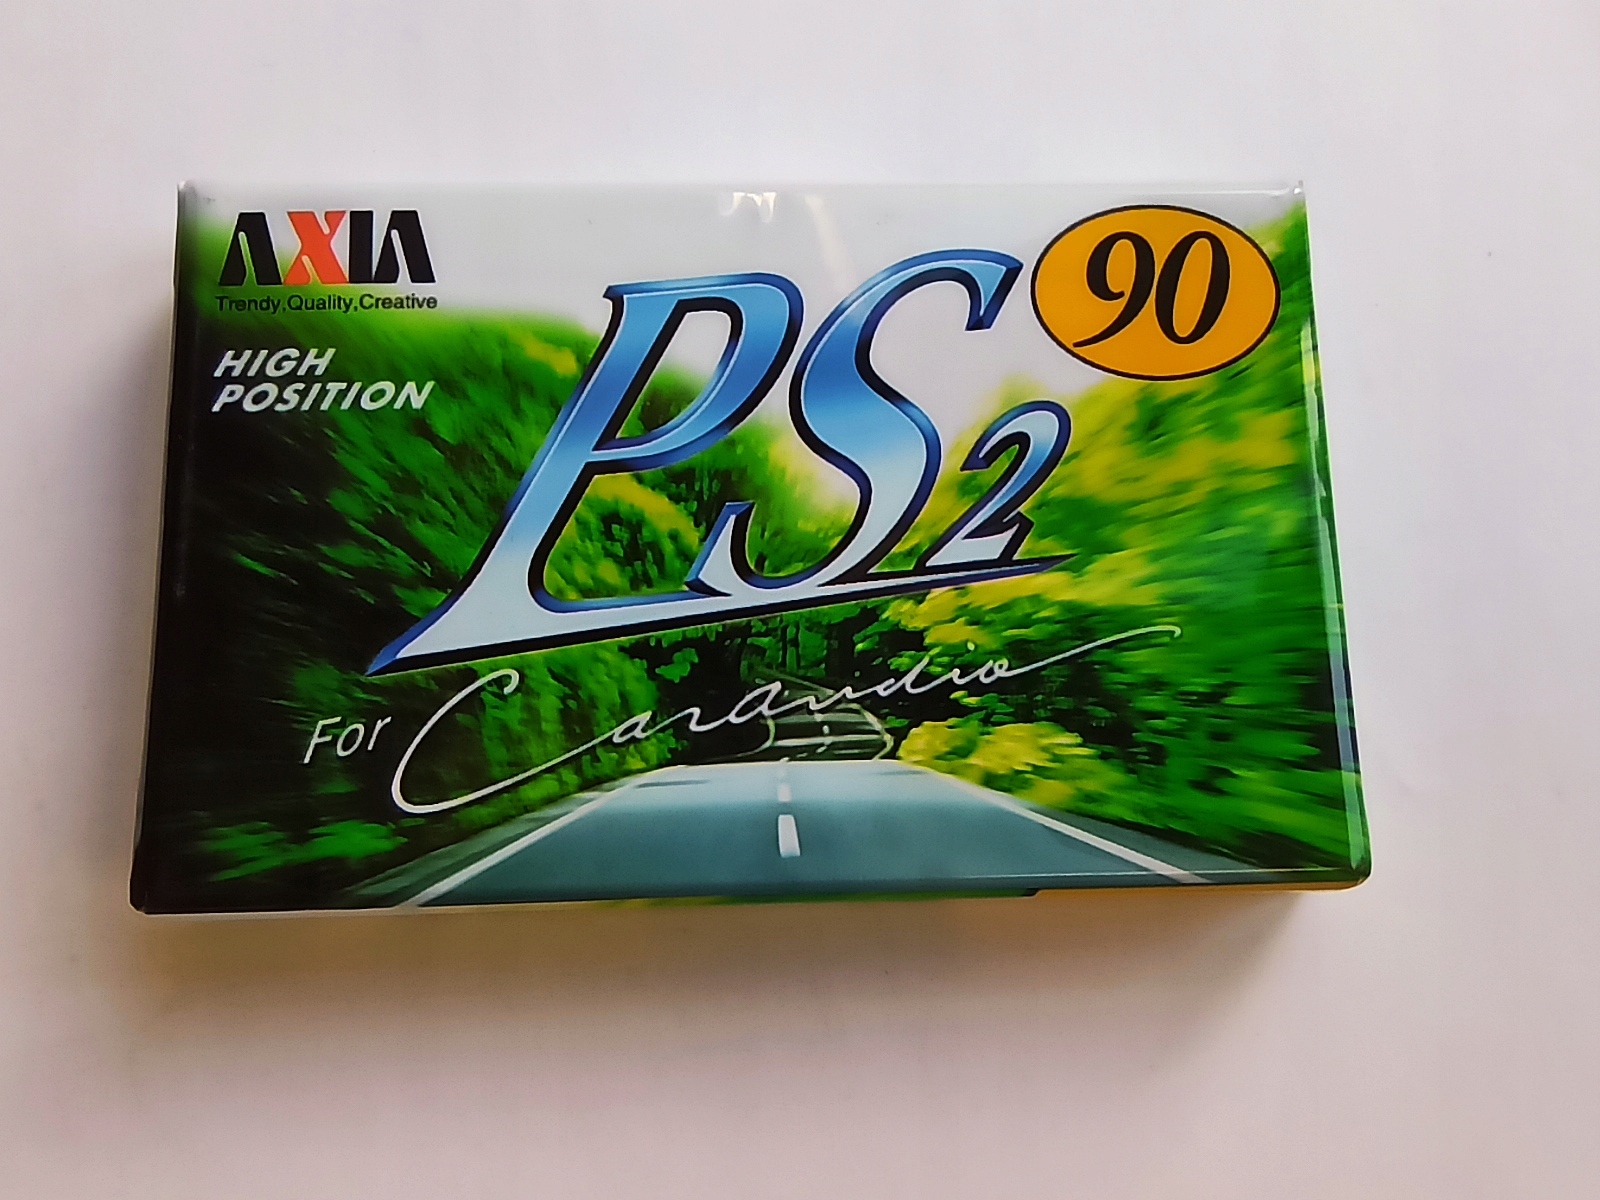 AXIA
Trendy,Quality,Creative
HIGH
POSITION
PS2
90
For Caraudio